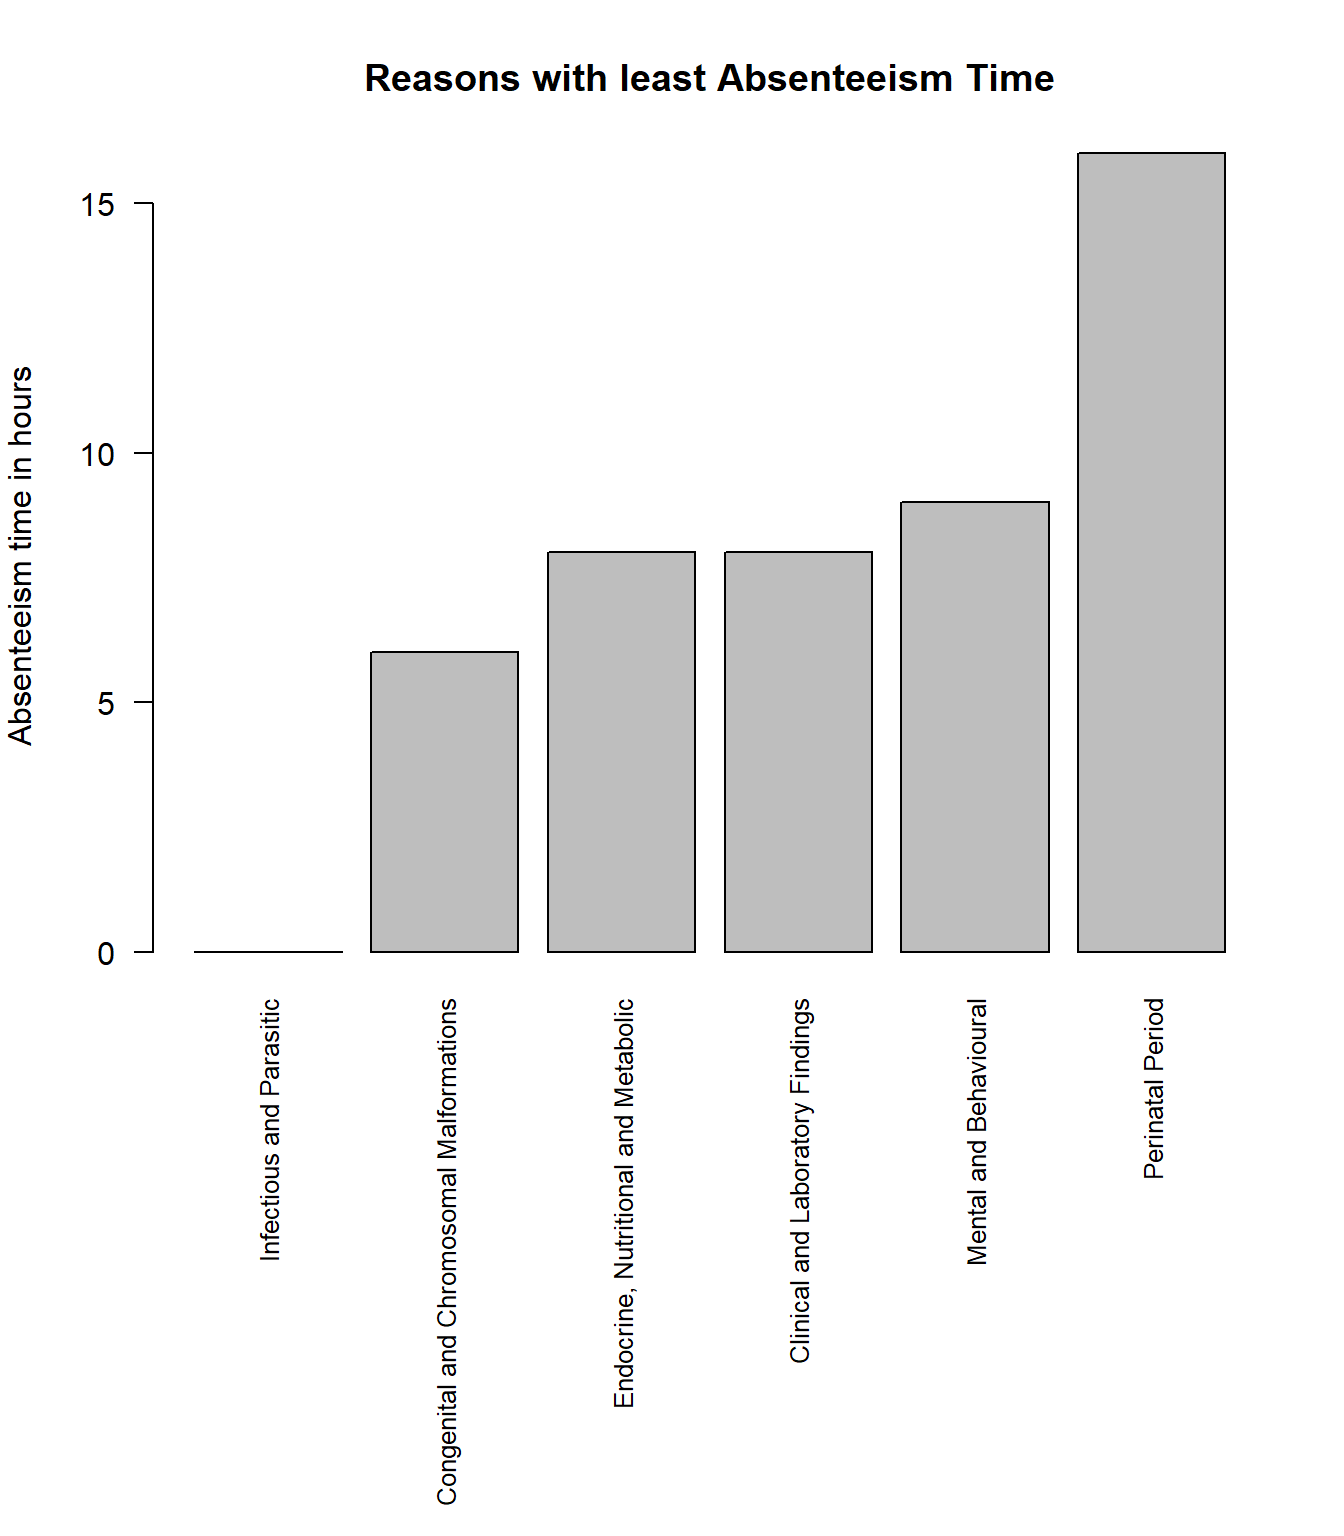 Reasons with least Absenteeism Time
Absenteeism time in hours
15
10
5
0
Infectious and Parasitic
Congenital and Chromosomal Malformations
Endocrine, Nutritional and Metabolic
Clinical and Laboratory Findings
Mental and Behavioural
Perinatal Period